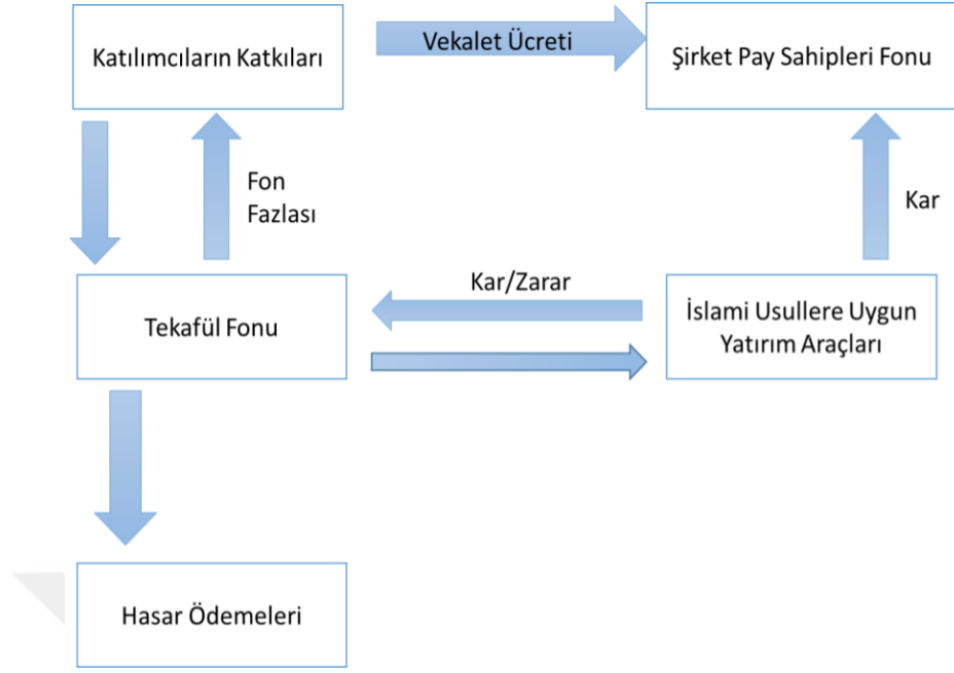 Katılımcıların Katkıları
Vekalet Ücreti
Şirket Pay Sahipleri Fonu
Fon
Fazlası
Kar
Kar/Zarar
Tekafül Fonu
İslami Usullere Uygun
Yatırım Araçları
Hasar Ödemeleri